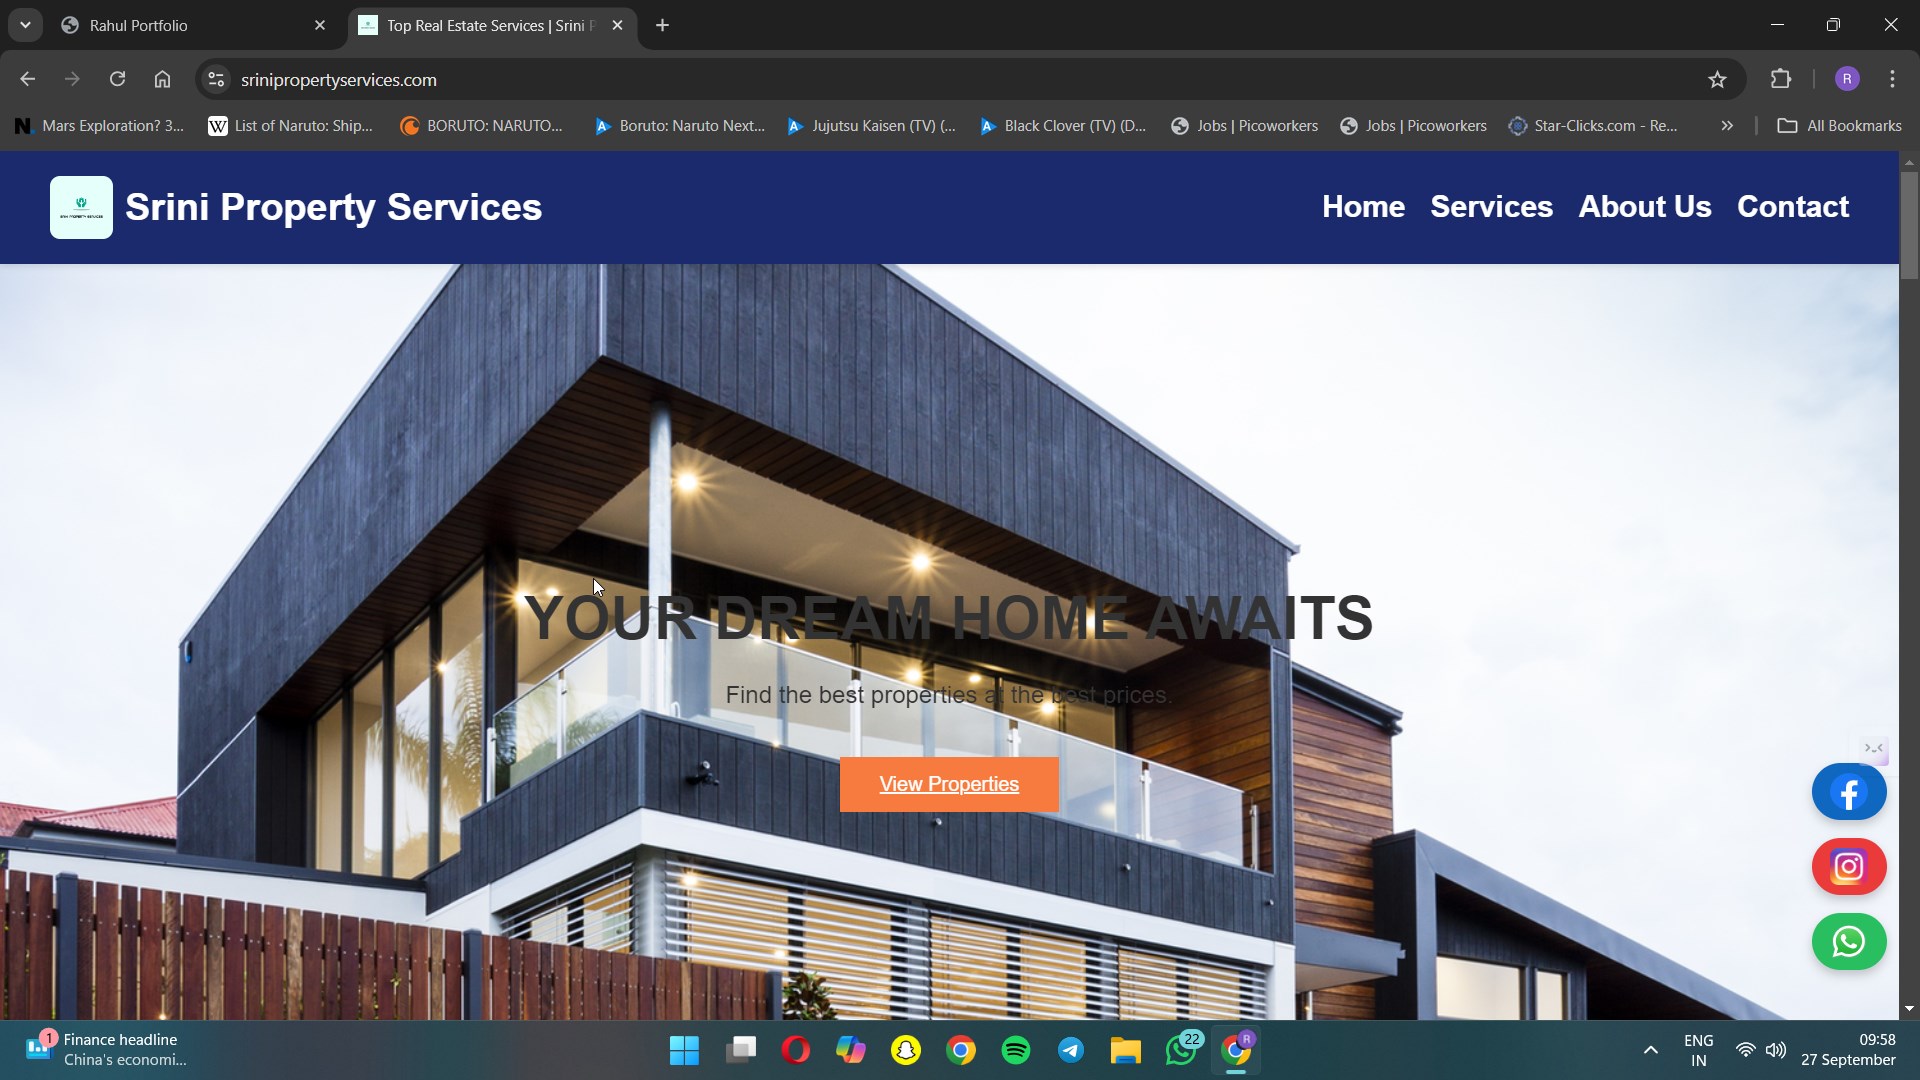 Rahul Portfolio
Top Real Estate Services | Srini P
srinipropertyservices.com
R
Mars Exploration? 3...
List of Naruto: Ship...
BORUTO: NARUTO...
Boruto: Naruto Next...
Jujutsu Kaisen (TV) (...
Black Clover (TV) (D...
Jobs | Picoworkers
Jobs | Picoworkers
Star-Clicks.com - Re...
All Bookmarks
SRINI PROPERTY SERVICES
Srini Property Services
Home
Services
About Us
Contact
YOUR DREAM HOME AWAITS
Find the best properties at the best prices.
View Properties
1
Finance headline
China's economi...
22
R
ENG
IN
09:58
27 September